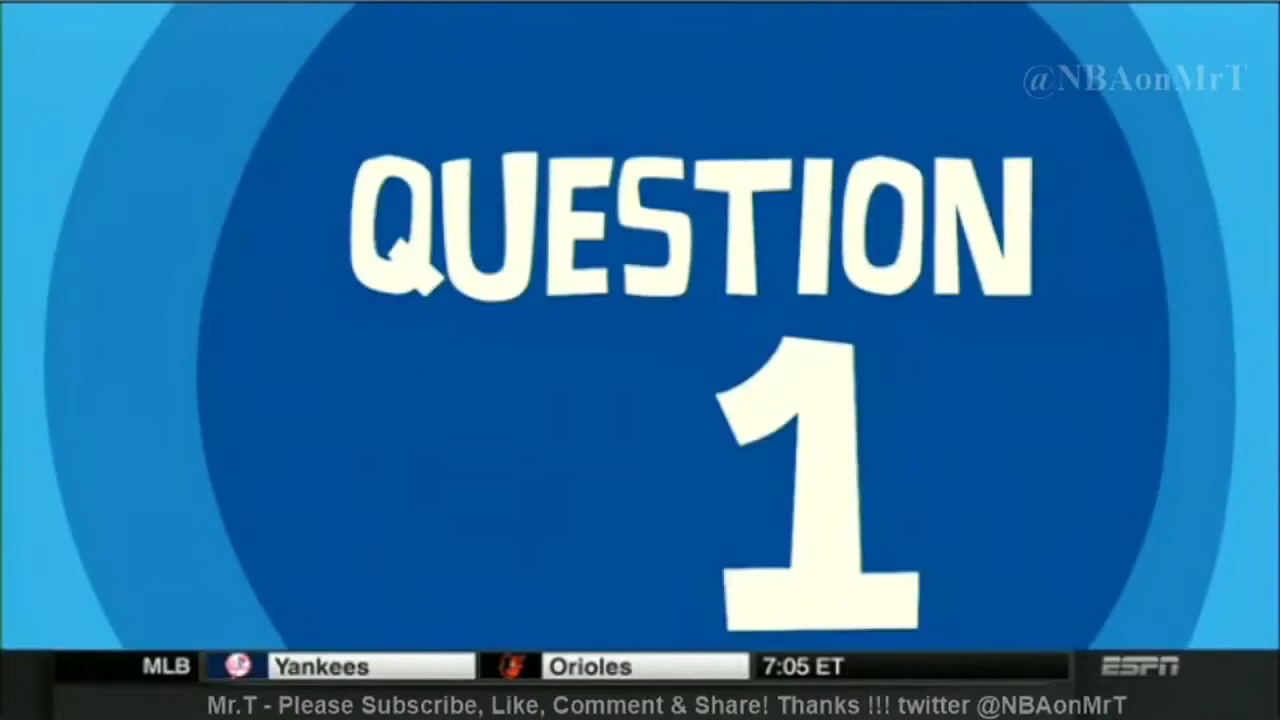 @NBAonMrT
QUESTION
1
MLB Yankees Orioles 7:05 ET ESPN
Mr.T - Please Subscribe, Like, Comment & Share! Thanks !!! twitter @NBAonMrT